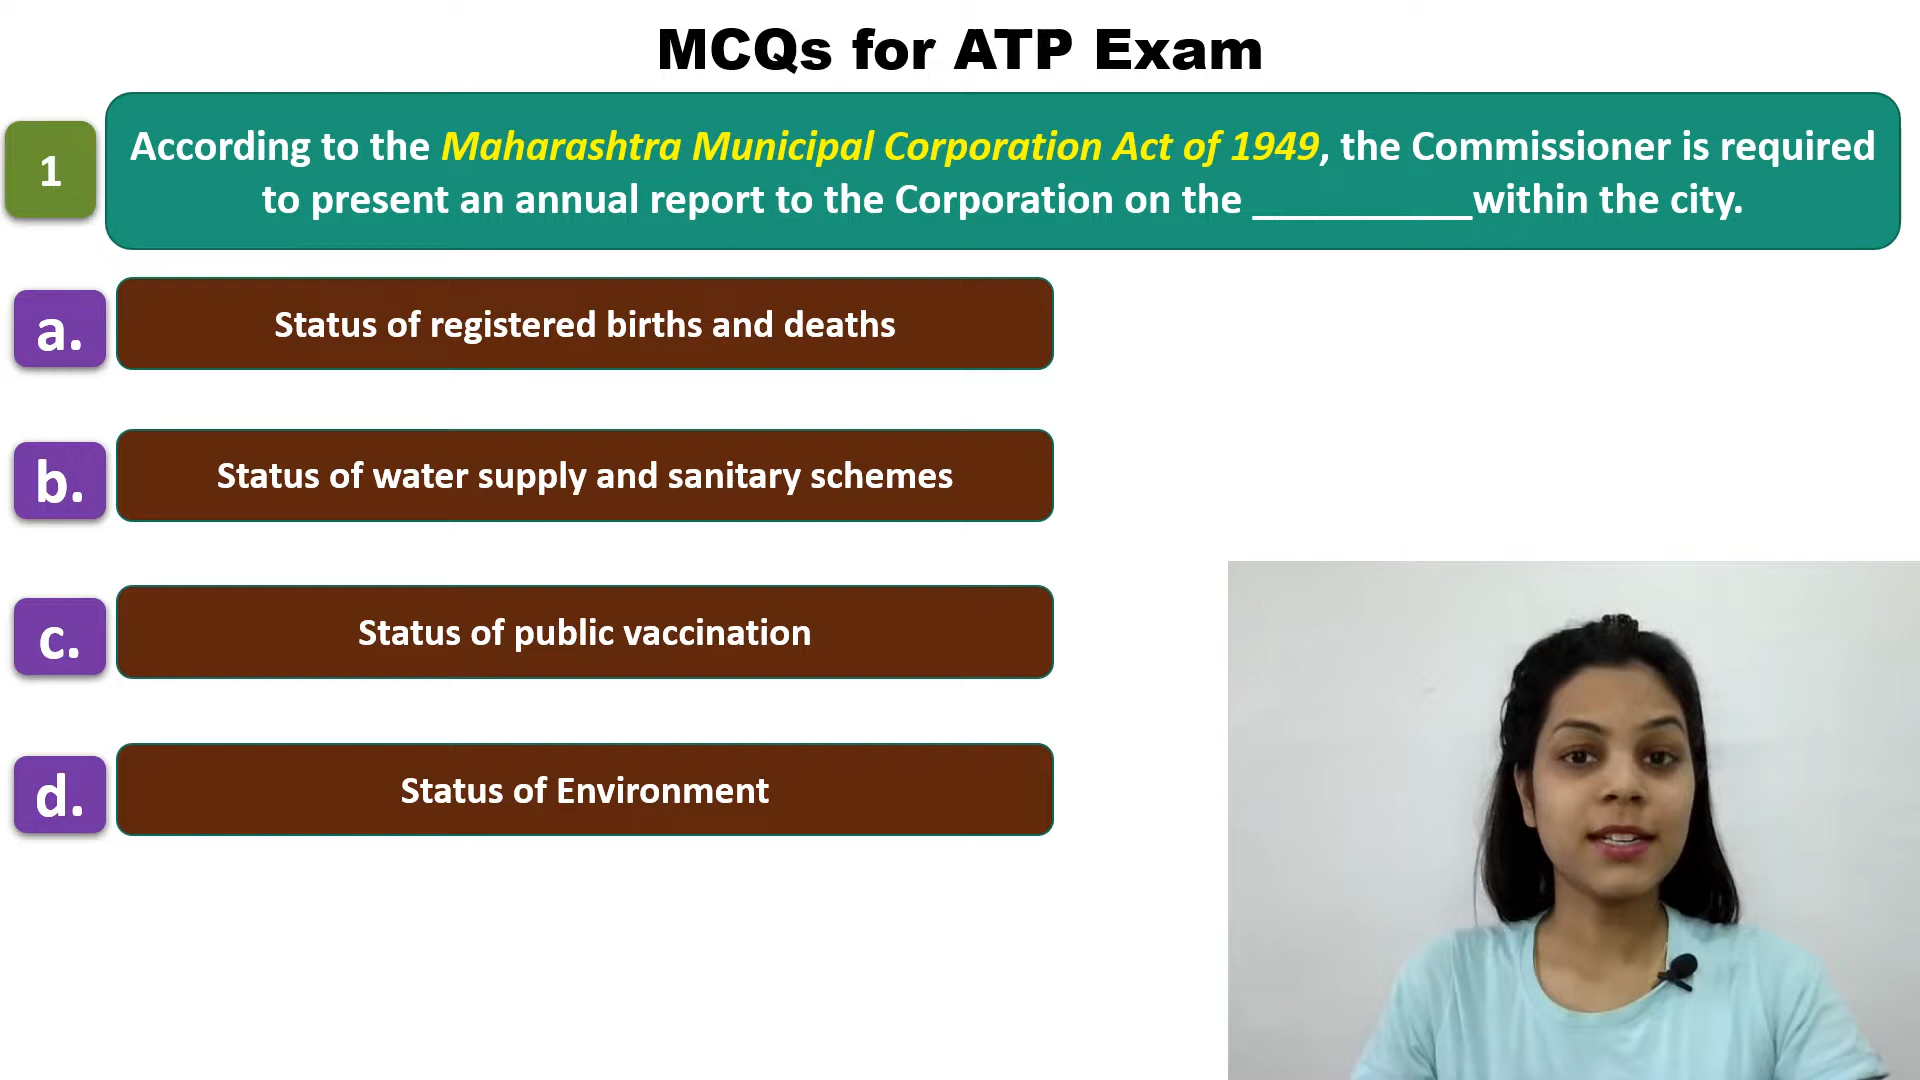 MCQs for ATP Exam
1
According to the Maharashtra Municipal Corporation Act of 1949, the Commissioner is required
to present an annual report to the Corporation on the ___________within the city.
a.
Status of registered births and deaths
b.
Status of water supply and sanitary schemes
c.
Status of public vaccination
d.
Status of Environment